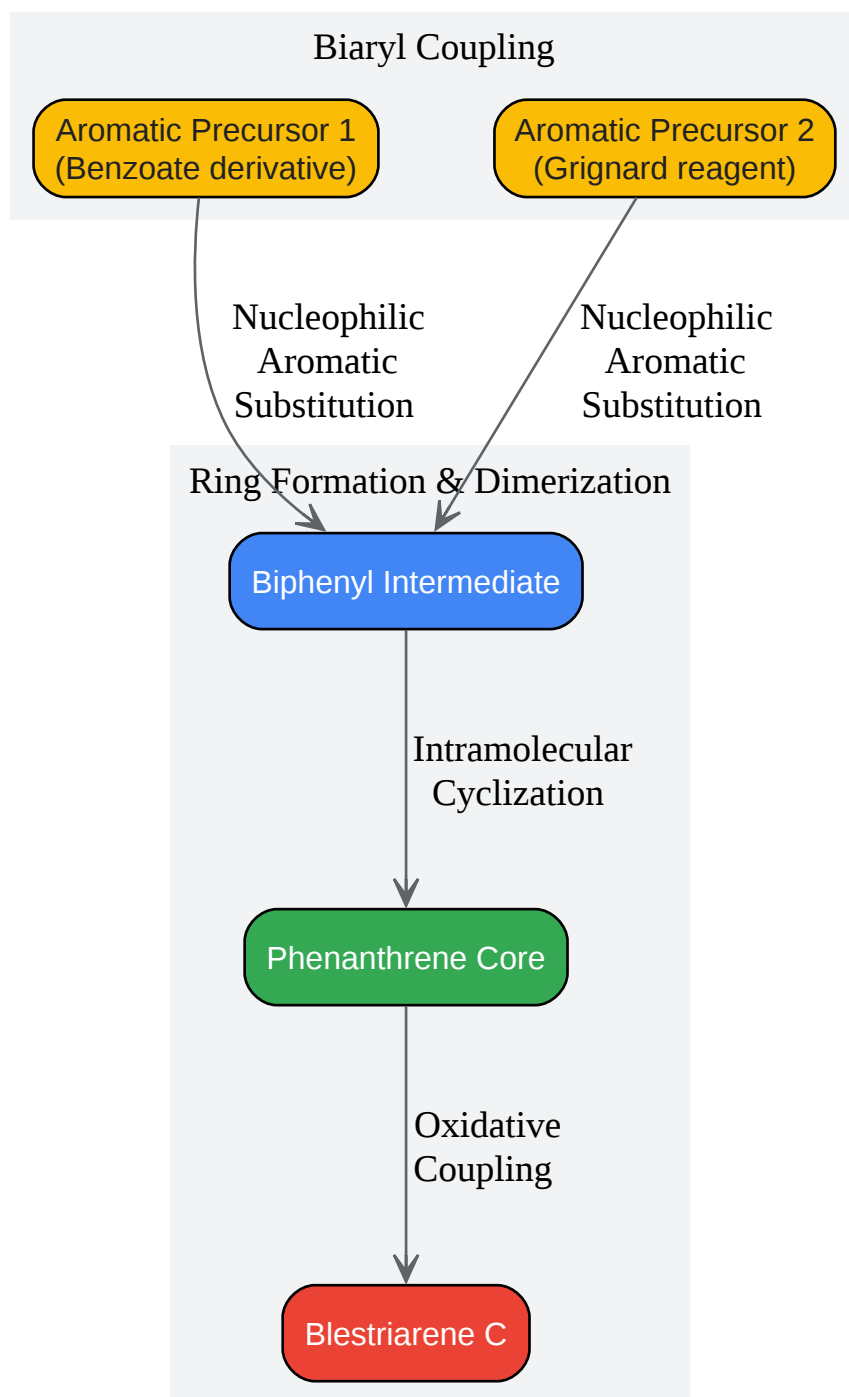 Biaryl Coupling
Aromatic Precursor 1
(Benzoate derivative)
Aromatic Precursor 2
(Grignard reagent)
Nucleophilic
Aromatic
Substitution
Nucleophilic
Aromatic
Substitution
Ring Formation & Dimerization
Biphenyl Intermediate
Intramolecular
Cyclization
Phenanthrene Core
Oxidative
Coupling
Blestriarene C